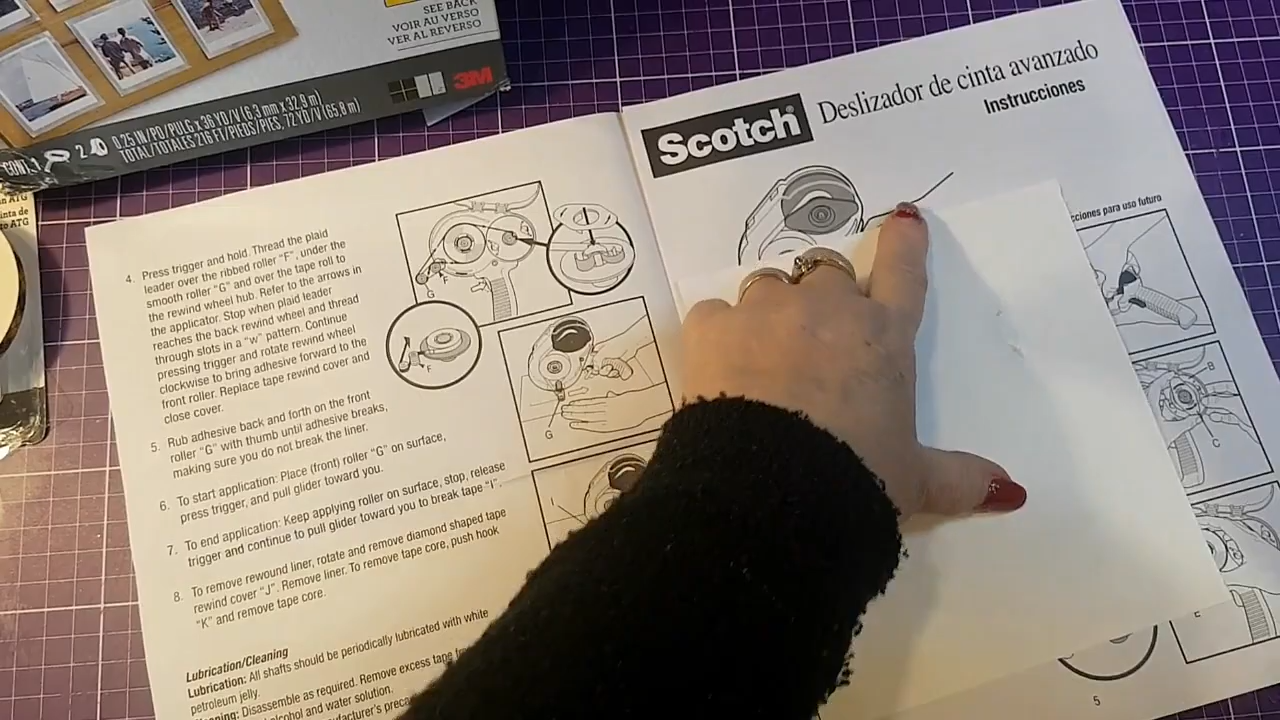 SEE BACK
VOIR AU VERSO
VER AL REVERSO
3M
0.25 IN/PO/PULG x 36 YD/V (6,3 mm x 32,9 m)
TOTAL/TOTALES 216 FT/PIEDS/PIES, 72 YD/V (65,8 m)
CONT.
ATG
ATG
4. Press trigger and hold. Thread the plaid
leader over the ribbed roller “F”, under the
smooth roller “G” and over the tape roll to
the rewind wheel hub. Refer to the arrows in
the applicator. Stop when plaid leader
reaches the back rewind wheel and thread
through slots in a “w” pattern. Continue
pressing trigger and rotate rewind wheel
clockwise to bring adhesive forward to the
front roller. Replace tape rewind cover and
close cover.
5. Rub adhesive back and forth on the front
roller “G” with thumb until adhesive breaks,
making sure you do not break the liner.
6. To start application: Place (front) roller “G” on surface,
press trigger, and pull glider toward you.
7. To end application: Keep applying roller on surface, stop, release
trigger and continue to pull glider toward you to break tape “I”.
8. To remove rewound liner, rotate and remove diamond shaped tape
rewind cover “J”. Remove liner. To remove tape core, push hook
“K” and remove tape core.
Lubrication/Cleaning
Lubrication: All shafts should be periodically lubricated with white
petroleum jelly.
Disassemble as required. Remove excess tape
alcohol and water solution.
G F
F
G
Scotch®
Deslizador de cinta avanzado
Instrucciones
para uso futuro
B
C
E
5